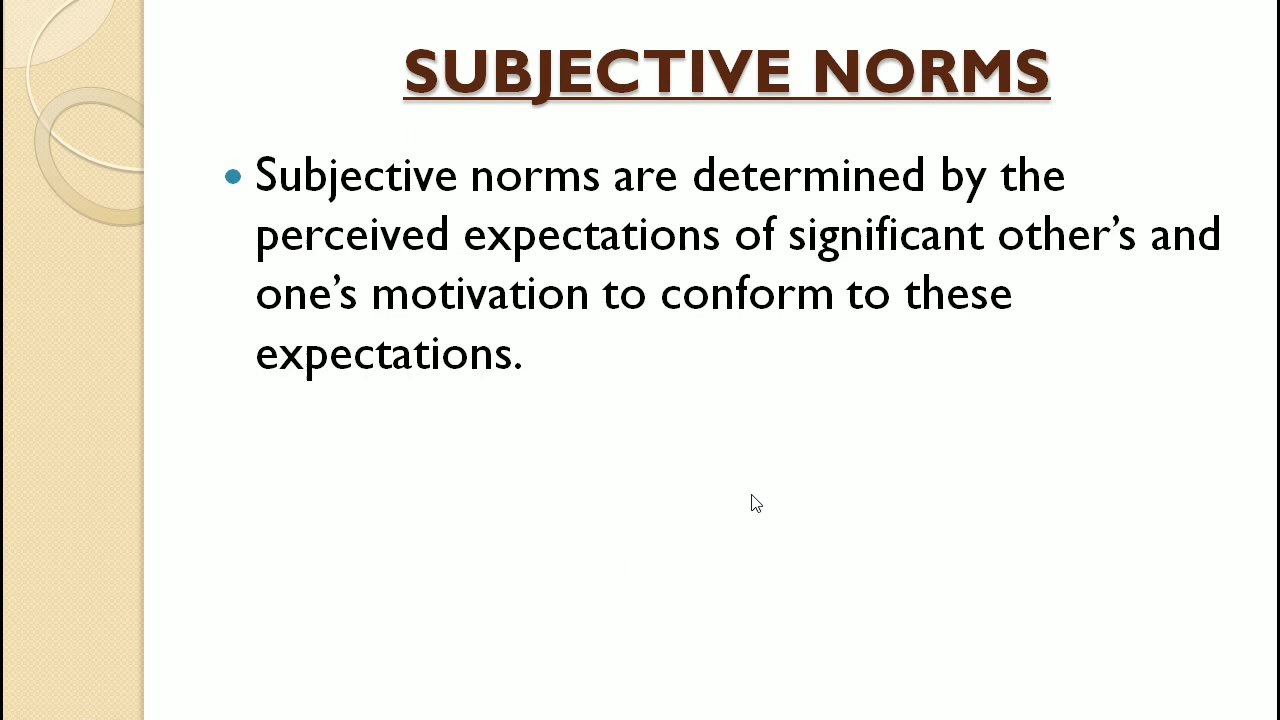 SUBJECTIVE NORMS
• Subjective norms are determined by the
perceived expectations of significant other’s and
one’s motivation to conform to these
expectations.